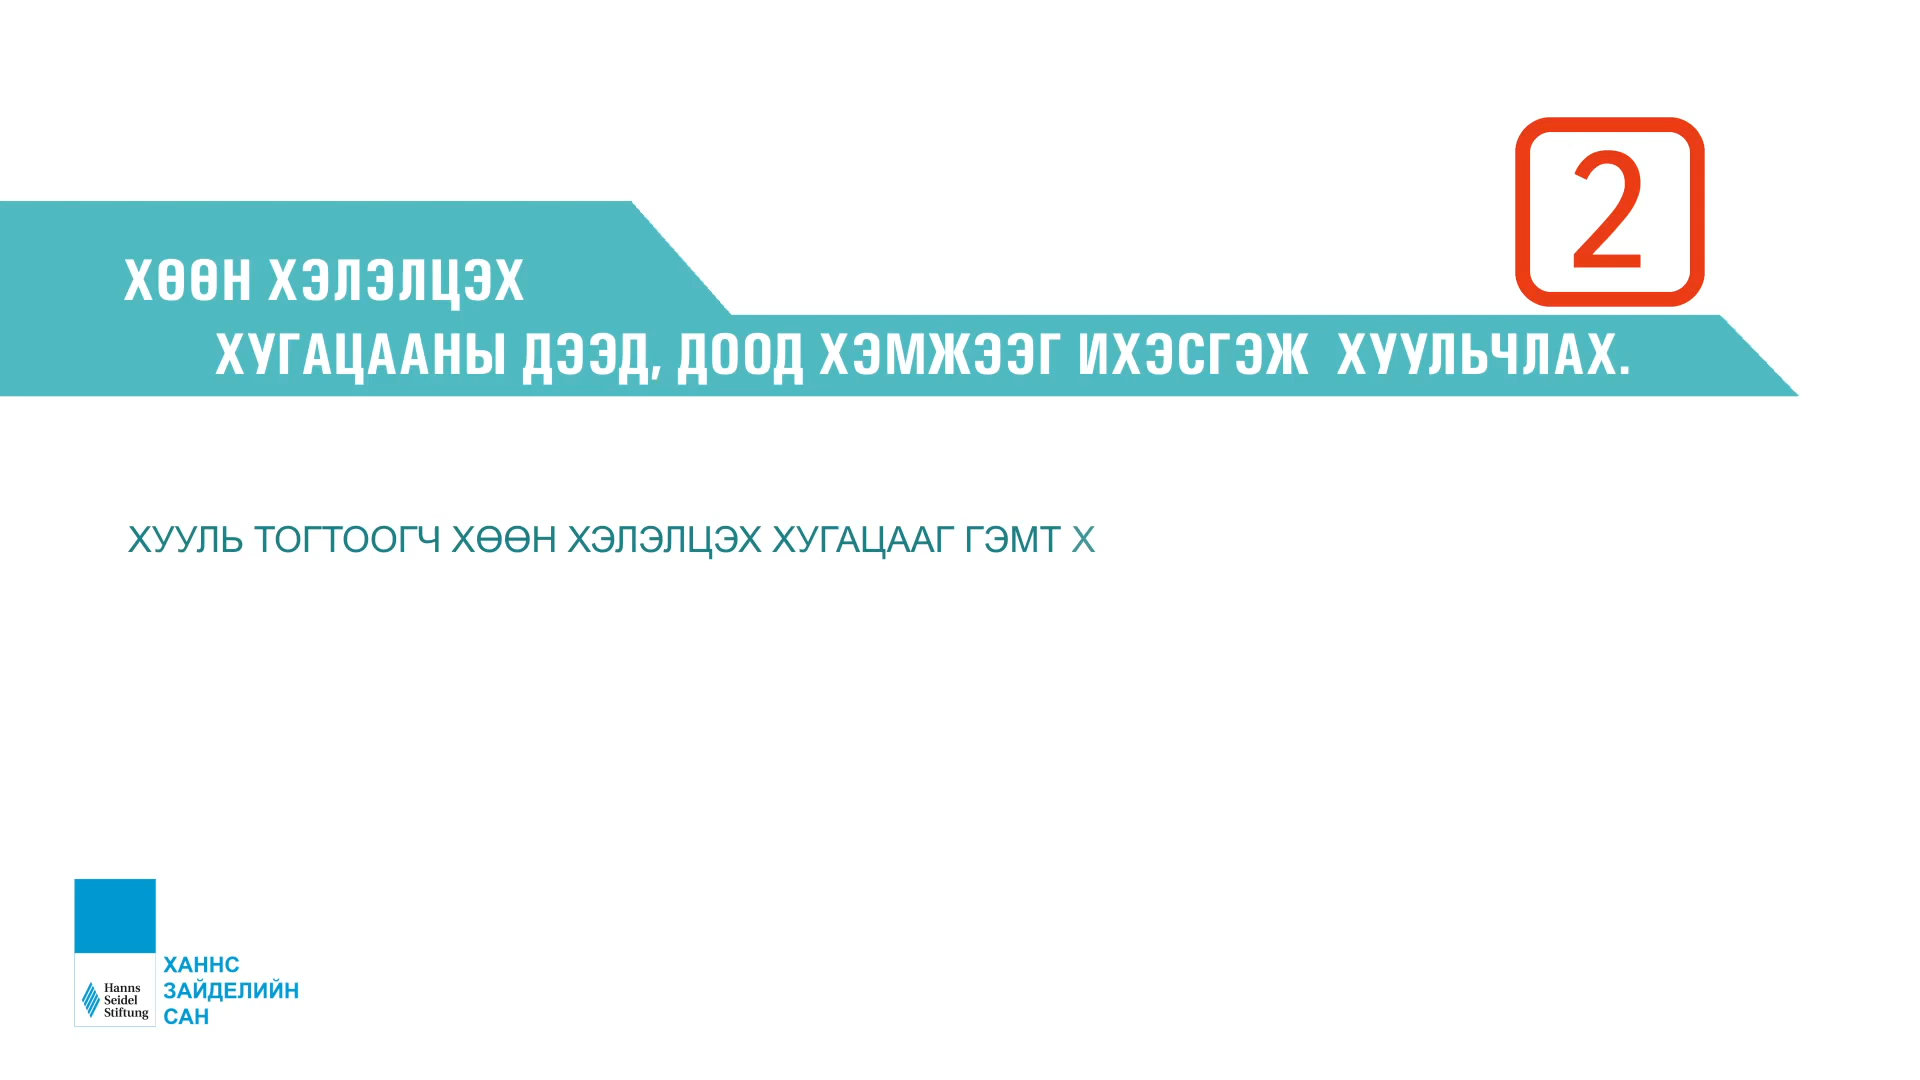 2
ХӨӨН ХЭЛЭЛЦЭХ
ХУГАЦААНЫ ДЭЭД, ДООД ХЭМЖЭЭГ ИХЭСГЭЖ ХУУЛЬЧЛАХ.
ХУУЛЬ ТОГТООГЧ ХӨӨН ХЭЛЭЛЦЭХ ХУГАЦААГ ГЭМТ Х
Hanns
Seidel
Stiftung
ХАННС
ЗАЙДЕЛИЙН
САН